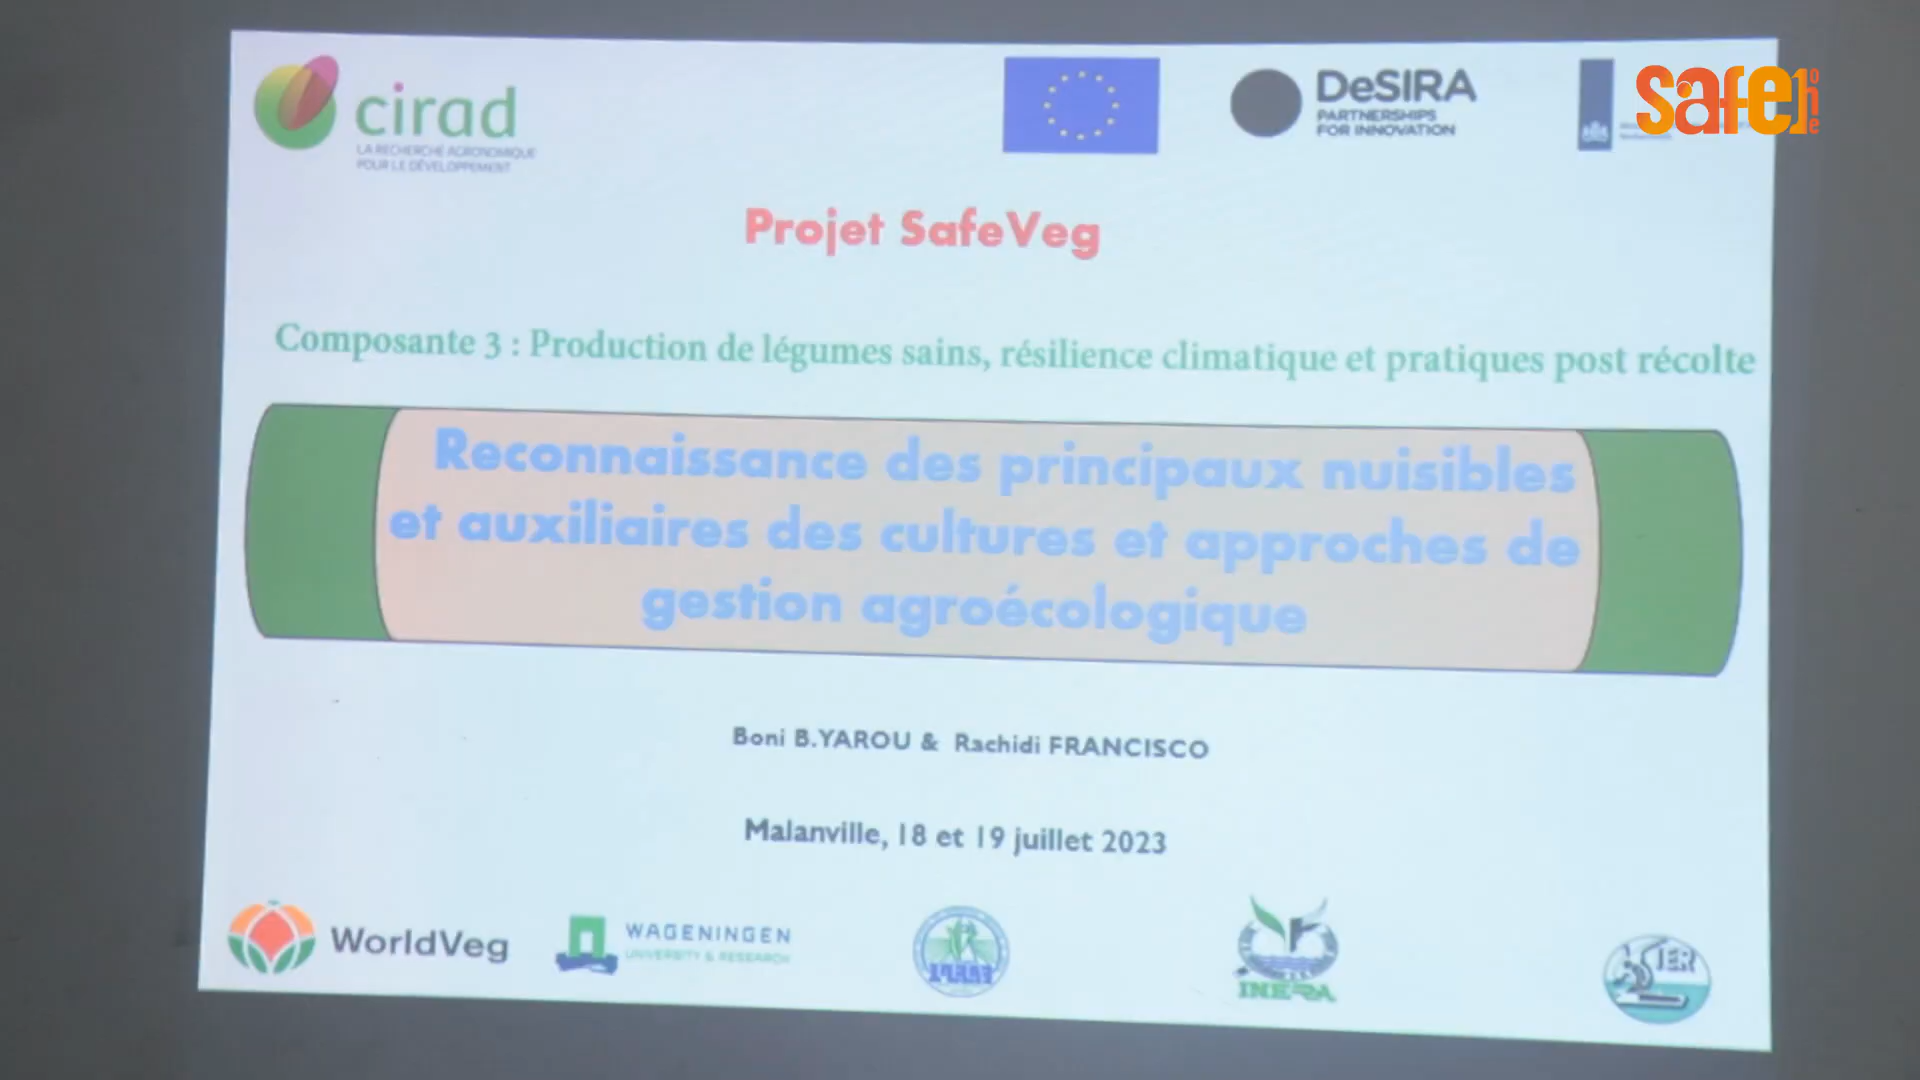 cirad
LA RECHERCHE AGRONOMIQUE
POUR LE DÉVELOPPEMENT
DeSIRA
PARTNERSHIPS
FOR INNOVATION
Safe one
Projet SafeVeg
Composante 3 : Production de légumes sains, résilience climatique et pratiques post récolte
Reconnaissance des principaux nuisibles
et auxiliaires des cultures et approches de
gestion agroécologique
Boni B.YAROU & Rachidi FRANCISCO
Malanville, 18 et 19 juillet 2023
WorldVeg
WAGENINGEN
UNIVERSITY & RESEARCH
INERA
IER